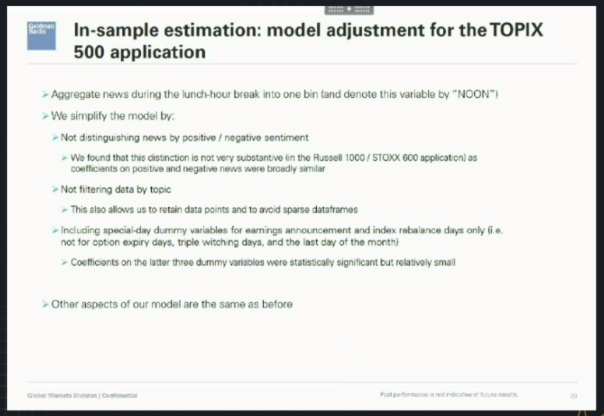 Goldman
Sachs
In-sample estimation: model adjustment for the TOPIX
500 application
➢ Aggregate news during the lunch-hour break into one bin (and denote this variable by "NOON")
➢ We simplify the model by:
➢ Not distinguishing news by positive / negative sentiment
➢ We found that this distinction is not very substantive (in the Russell 1000 / STOXX 600 application) as
coefficients on positive and negative news were broadly similar
➢ Not filtering data by topic
➢ This also allows us to retain data points and to avoid sparse dataframes
➢ Including special-day dummy variables for earnings announcement and index rebalance days only (i.e.
not for option expiry days, triple witching days, and the last day of the month)
➢ Coefficients on the latter three dummy variables were statistically significant but relatively small
➢ Other aspects of our model are the same as before
Global Markets Division | Confidential
Past performance is not indicative of future results.